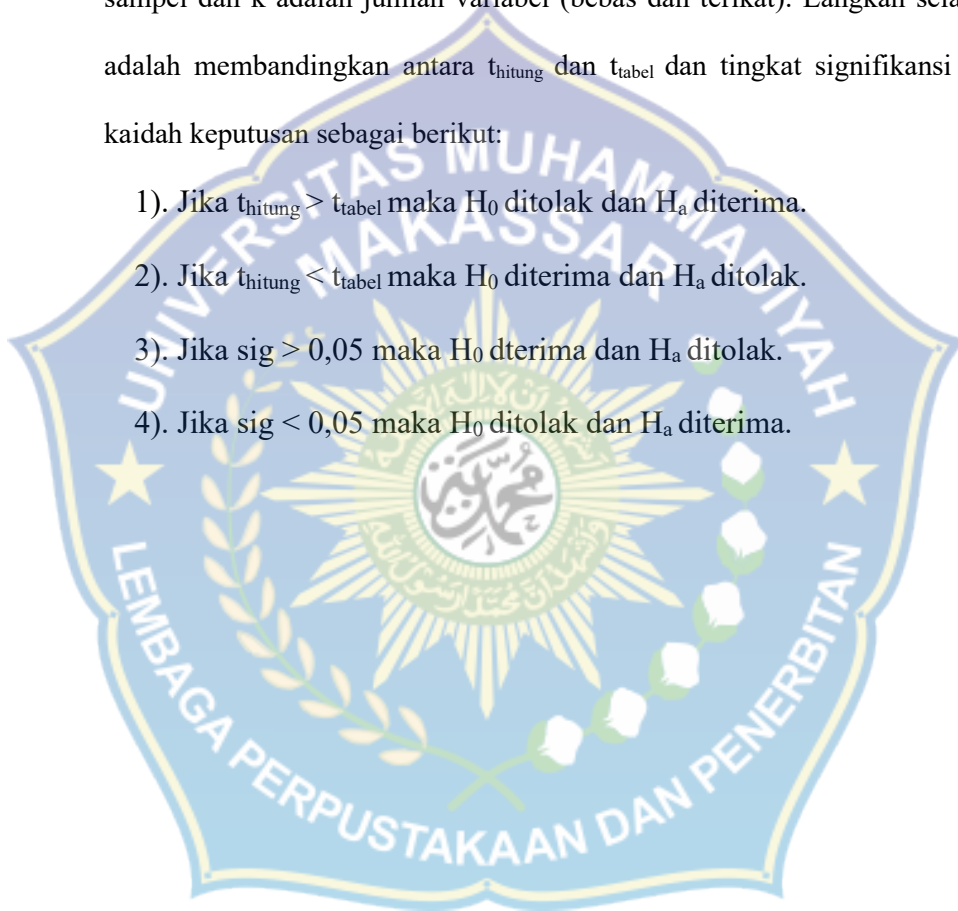 sampel dan k adalah jumlah variabel (bebas dan terikat). Langkah
adalah membandingkan antara thitung dan ttabel dan tingkat signifikansi
kaidah keputusan sebagai berikut:
1). Jika thitung > ttabel maka H0 ditolak dan Ha diterima.
2). Jika thitung < ttabel maka H0 diterima dan Ha ditolak.
3). Jika sig > 0,05 maka H0 dterima dan Ha ditolak.
4). Jika sig < 0,05 maka H0 ditolak dan Ha diterima.
UNIVERSITAS MUHAMMADIYAH
MAKASSAR
LEMBAGA PERPUSTAKAAN DAN PENERBITAN